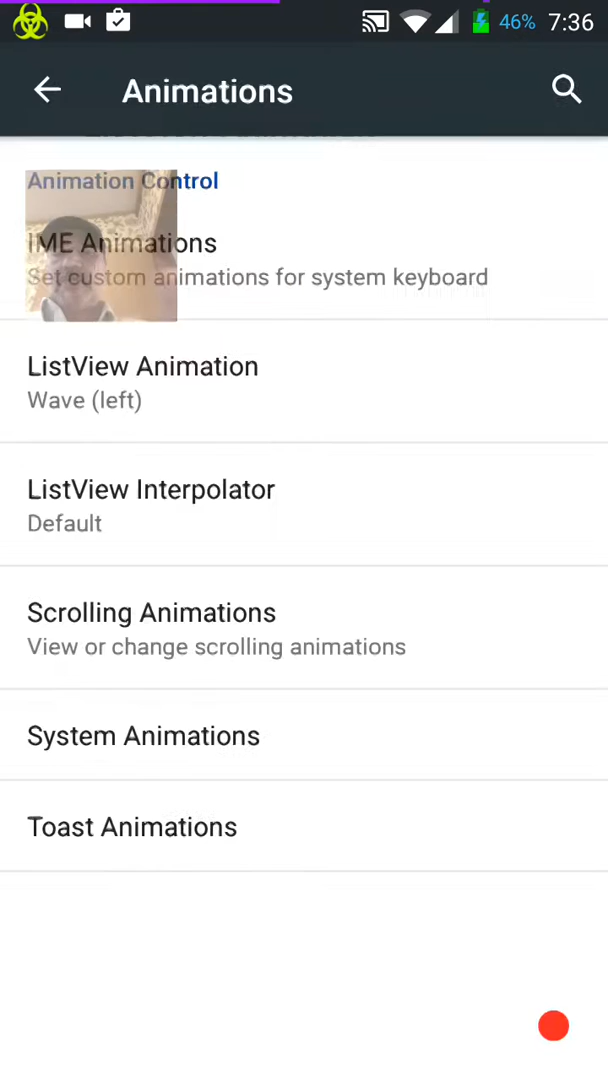 46% 7:36
Animations
Animation Control
IME Animations
Set custom animations for system keyboard
ListView Animation
Wave (left)
ListView Interpolator
Default
Scrolling Animations
View or change scrolling animations
System Animations
Toast Animations